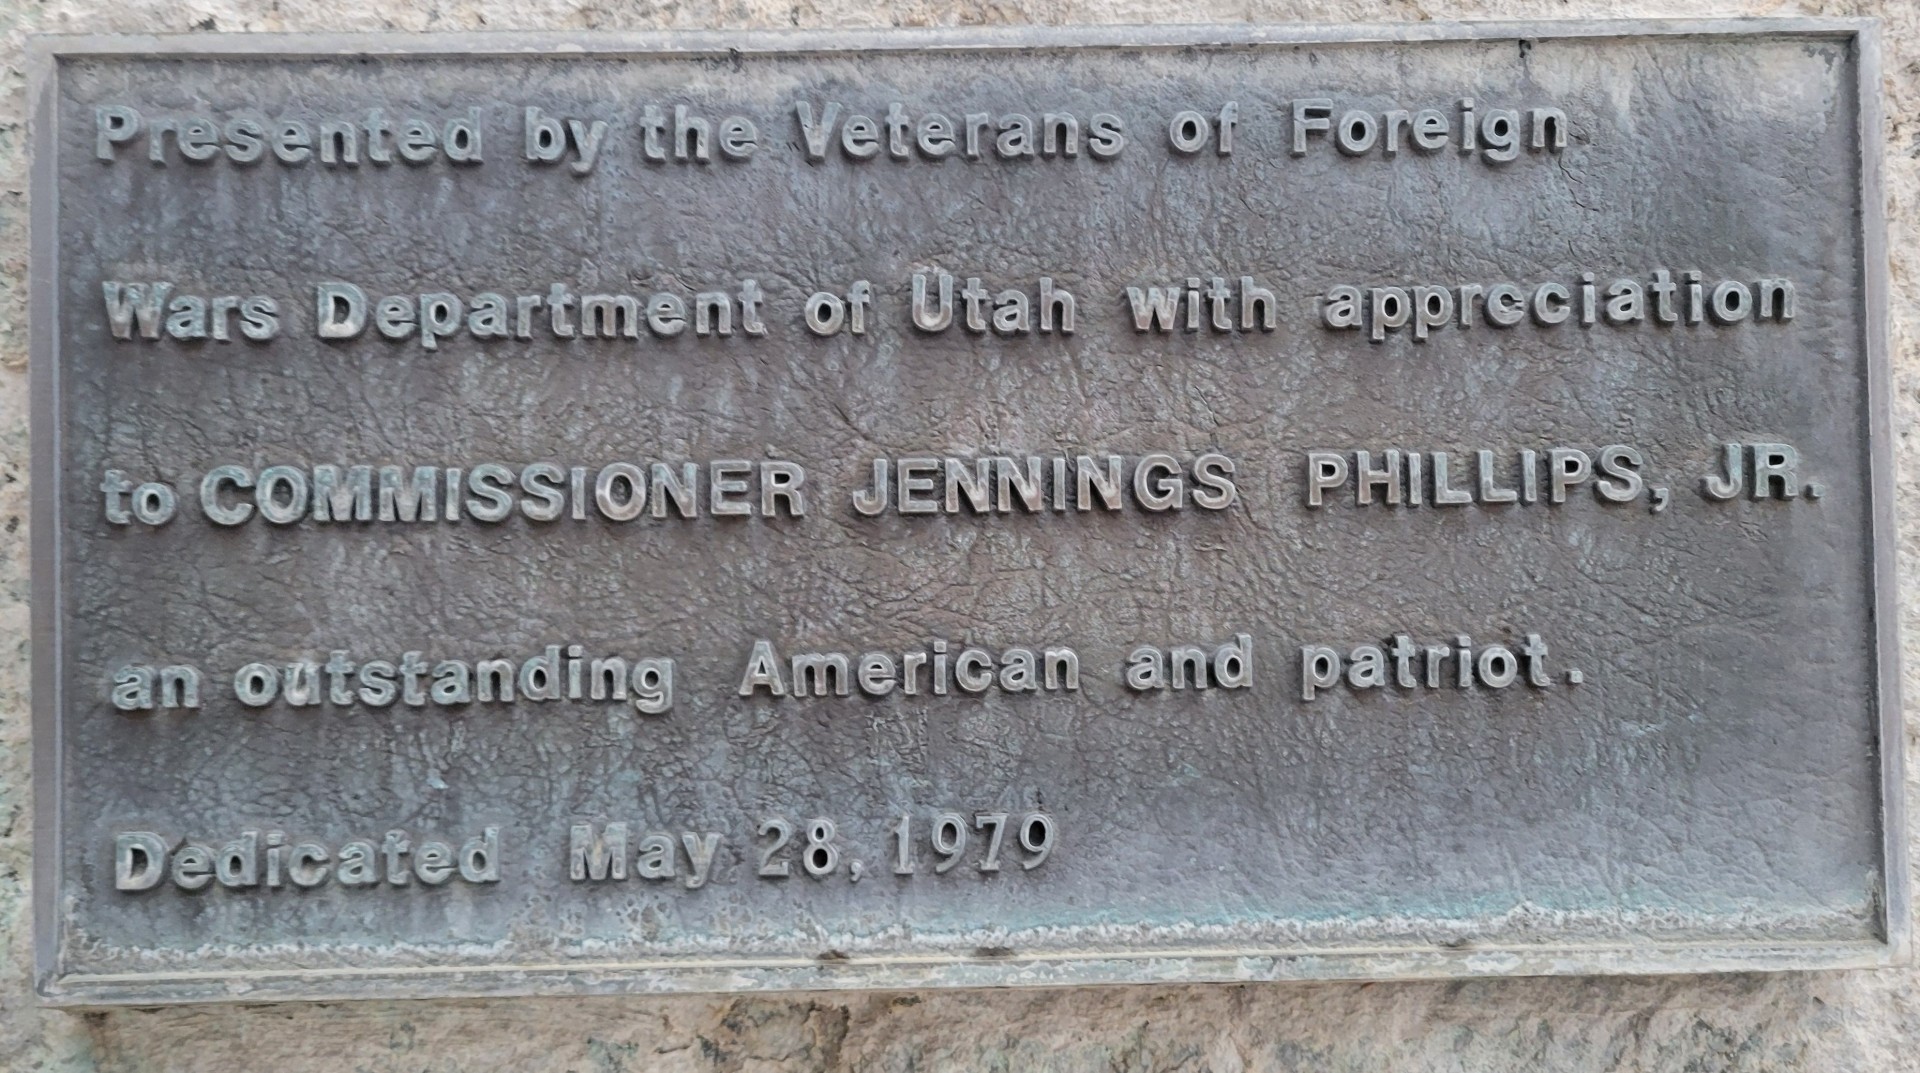 Presented by the Veterans of Foreign
Wars Department of Utah with appreciation
to COMMISSIONER JENNINGS PHILLIPS, JR.
an outstanding American and patriot.
Dedicated May 28, 1979